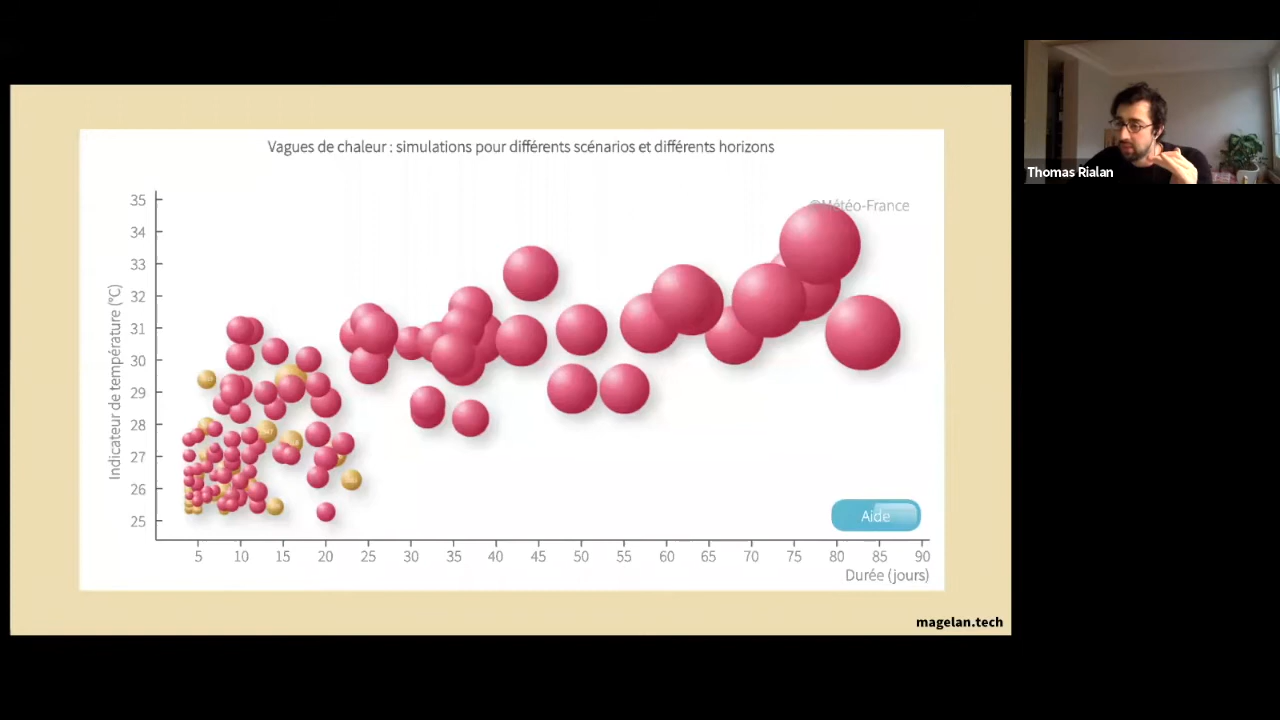 Vagues de chaleur : simulations pour différents scénarios et différents horizons
©Météo-France
Indicateur de température (°C)
35
34
33
32
31
30
29
28
27
26
25
5 10 15 20 25 30 35 40 45 50 55 60 65 70 75 80 85 90
Durée (jours)
Aide
magelan.tech
Thomas Rialan